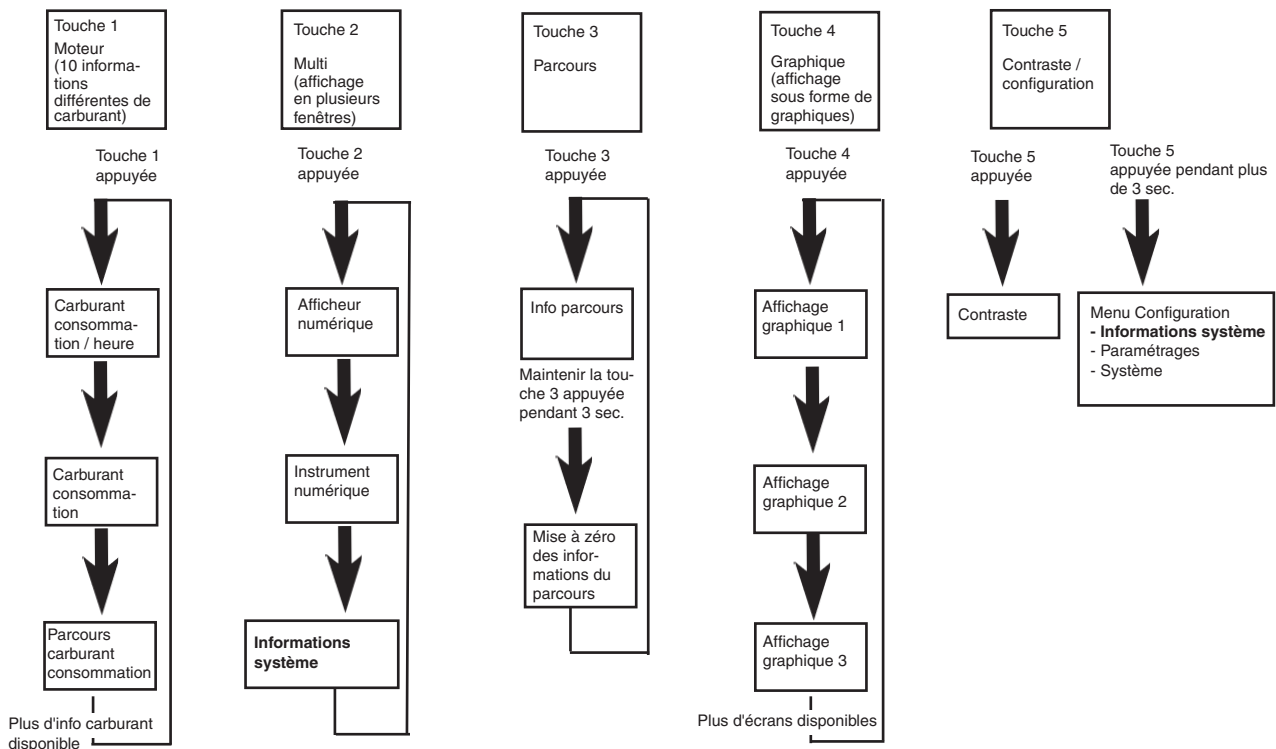 Touche 1
Moteur
(10 informa-
tions
différentes de
carburant)
Touche 1
appuyée
Carburant
consomma-
tion / heure
Carburant
consomma-
tion
Parcours
carburant
consommation
Plus d'info carburant
disponible
Touche 2
Multi
(affichage
en plusieurs
fenêtres)
Touche 2
appuyée
Afficheur
numérique
Instrument
numérique
Informations
système
Touche 3
Parcours
Touche 3
appuyée
Info parcours
Maintenir la tou-
che 3 appuyée
pendant 3 sec.
Mise à zéro
des infor-
mations du
parcours
Touche 4
Graphique
(affichage
sous forme de
graphiques)
Touche 4
appuyée
Affichage
graphique 1
Affichage
graphique 2
Affichage
graphique 3
Plus d'écrans disponibles
Touche 5
Contraste /
configuration
Touche 5
appuyée
Contraste
Touche 5
appuyée pendant plus
de 3 sec.
Menu Configuration
- Informations système
- Paramétrages
- Système